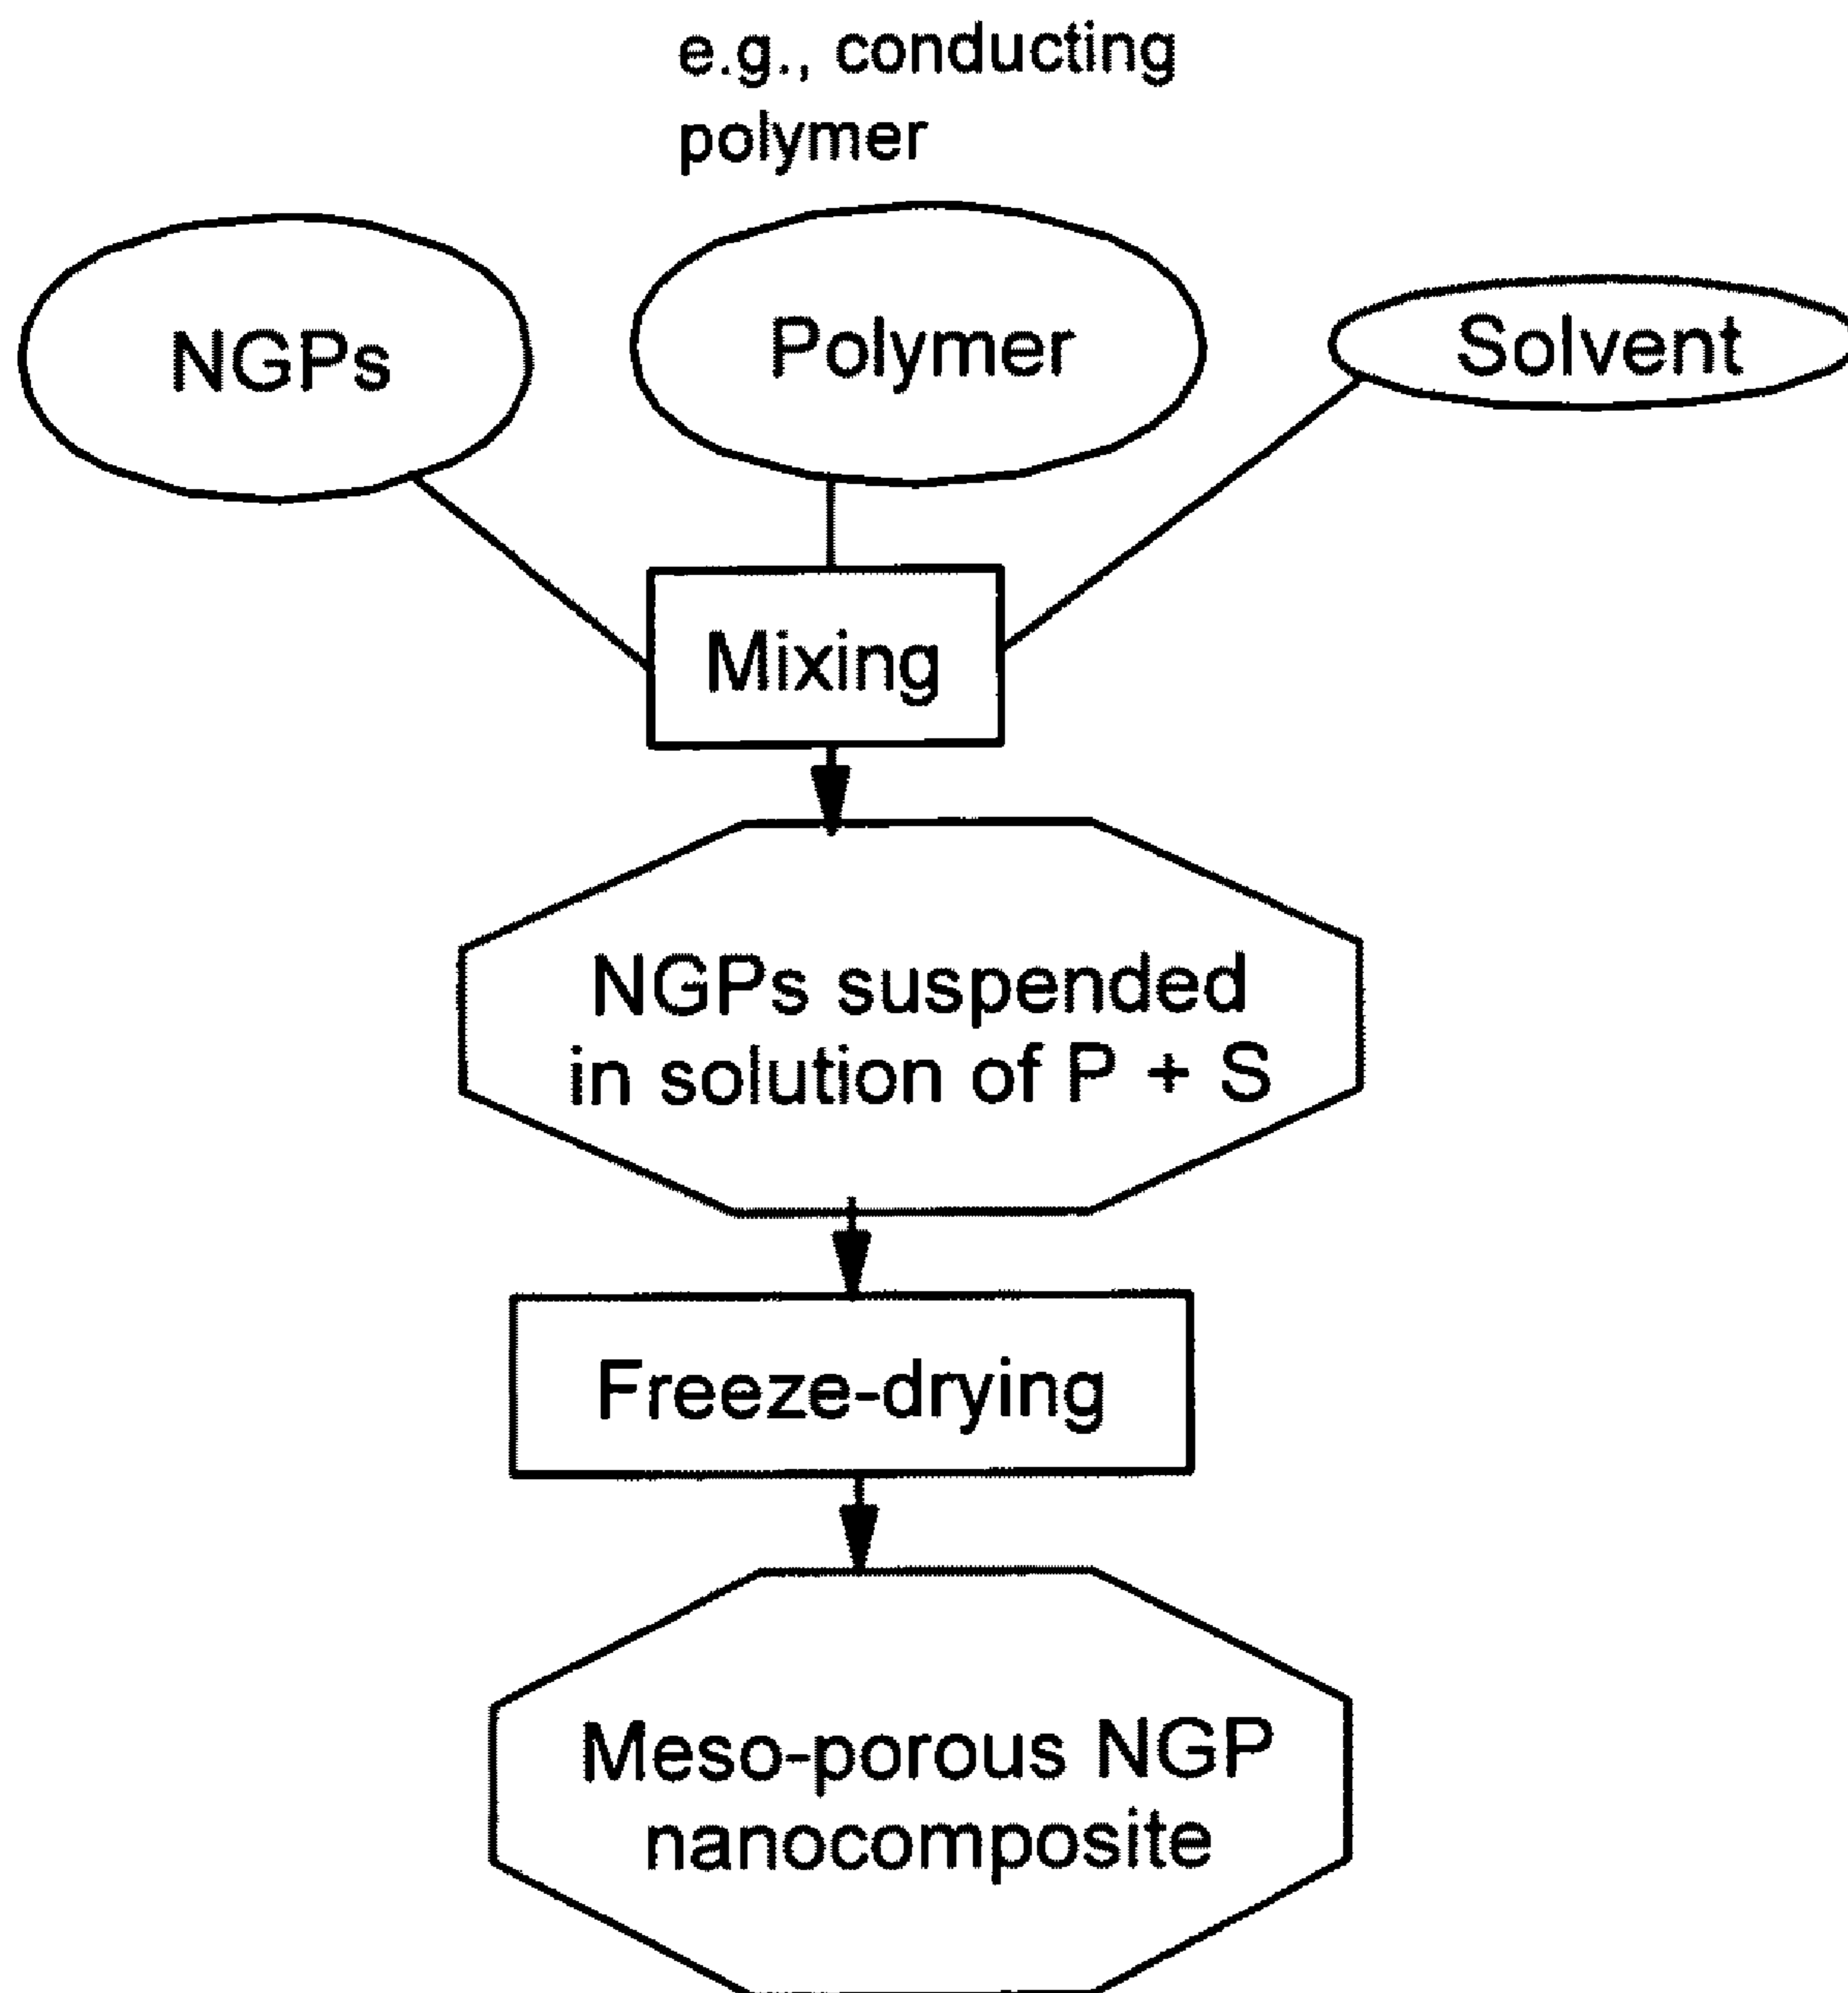 e.g., conducting
polymer
NGPs
Polymer
Solvent
Mixing
NGPs suspended
in solution of P + S
Freeze-drying
Meso-porous NGP
nanocomposite